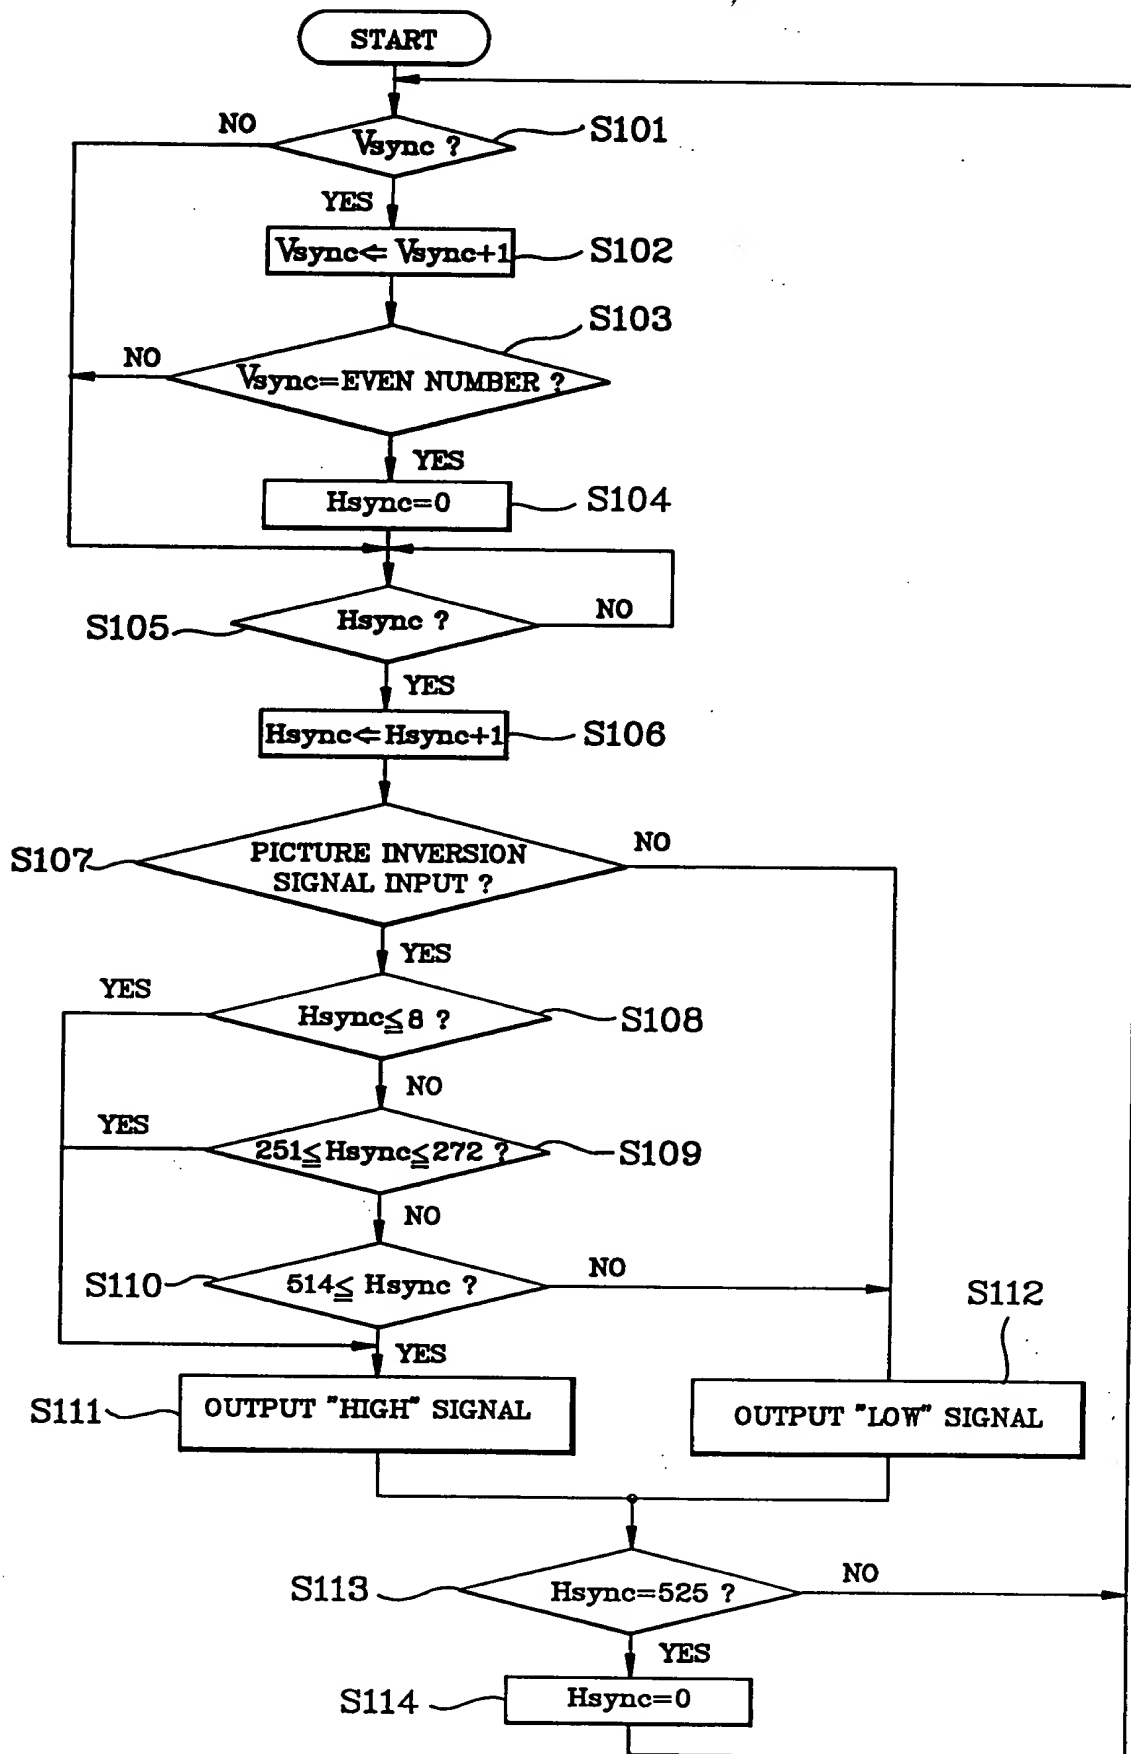 START
NO
Vsync ?
S101
YES
Vsync⇐ Vsync+1
S102
S103
NO
Vsync=EVEN NUMBER ?
YES
Hsync=0
S104
S105
Hsync ?
NO
YES
Hsync⇐Hsync+1
S106
S107
PICTURE INVERSION
SIGNAL INPUT ?
NO
YES
YES
Hsync≦8 ?
S108
NO
YES
251≦Hsync≦272 ?
S109
NO
S110
514≦ Hsync ?
NO
S112
YES
S111
OUTPUT "HIGH" SIGNAL
OUTPUT "LOW" SIGNAL
S113
Hsync=525 ?
NO
YES
S114
Hsync=0